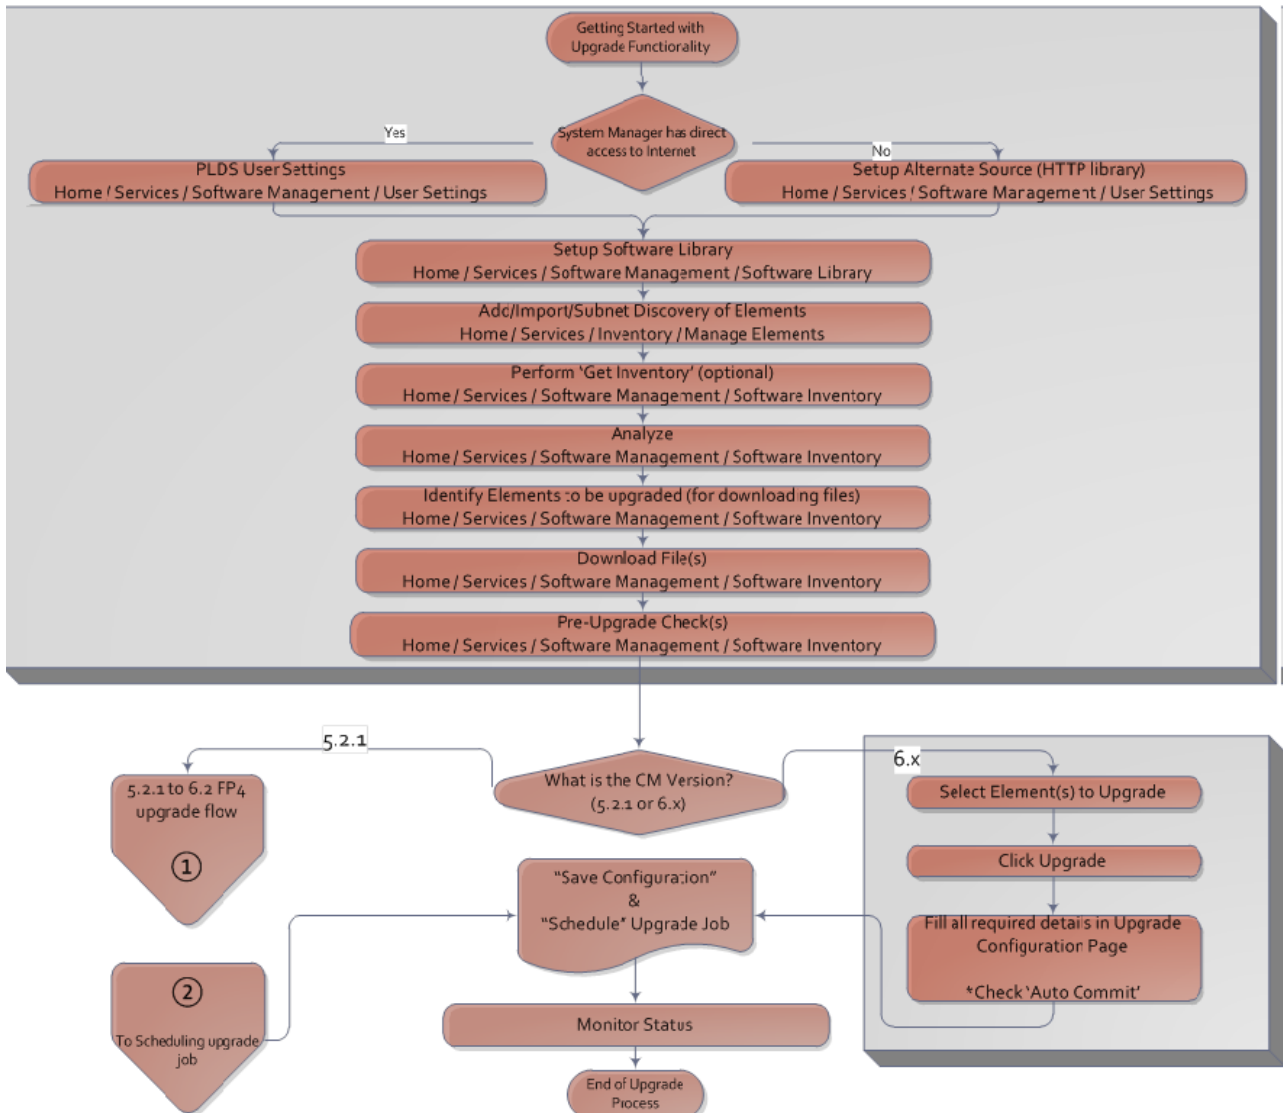 Getting Started with
Upgrade Functionality
System Manager has direct
access to Internet
Yes
No
PLDS User Settings
Home / Services / Software Management / User Settings
Setup Alternate Source (HTTP library)
Home / Services / Software Management / User Settings
Setup Software Library
Home / Services / Software Management / Software Library
Add/Import/Subnet Discovery of Elements
Home / Services / Inventory / Manage Elements
Perform ‘Get Inventory’ (optional)
Home / Services / Software Management / Software Inventory
Analyze
Home / Services / Software Management / Software Inventory
Identify Elements to be upgraded (for downloading files)
Home / Services / Software Management / Software Inventory
Download File(s)
Home / Services / Software Management / Software Inventory
Pre-Upgrade Check(s)
Home / Services / Software Management / Software Inventory
What is the CM Version?
(5.2.1 or 6.x)
5.2.1
6.x
5.2.1 to 6.2 FP4
upgrade flow
1
Select Element(s) to Upgrade
Click Upgrade
Fill all required details in Upgrade
Configuration Page
*Check ‘Auto Commit’
“Save Configuration”
&
“Schedule” Upgrade Job
2
To Scheduling upgrade
job
Monitor Status
End of Upgrade
Process